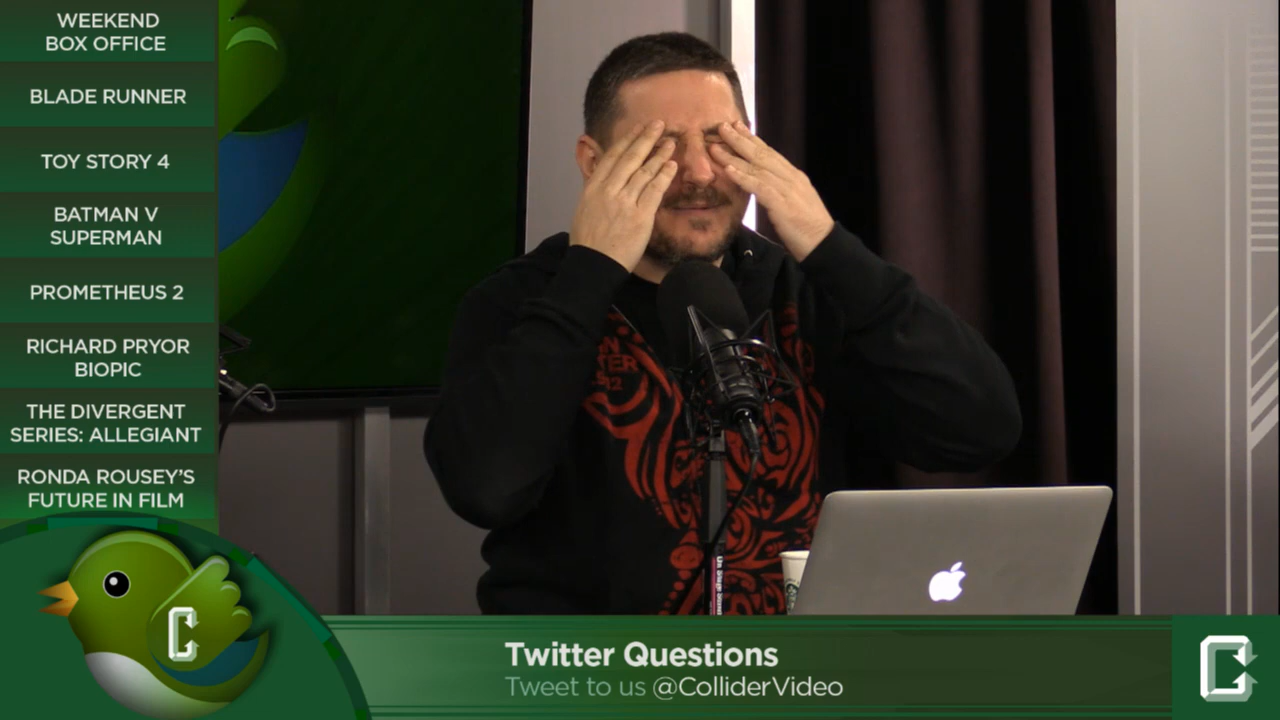 WEEKEND
BOX OFFICE
BLADE RUNNER
TOY STORY 4
BATMAN V
SUPERMAN
PROMETHEUS 2
RICHARD PRYOR
BIOPIC
THE DIVERGENT
SERIES: ALLEGIANT
RONDA ROUSEY'S
FUTURE IN FILM
Twitter Questions
Tweet to us @ColliderVideo